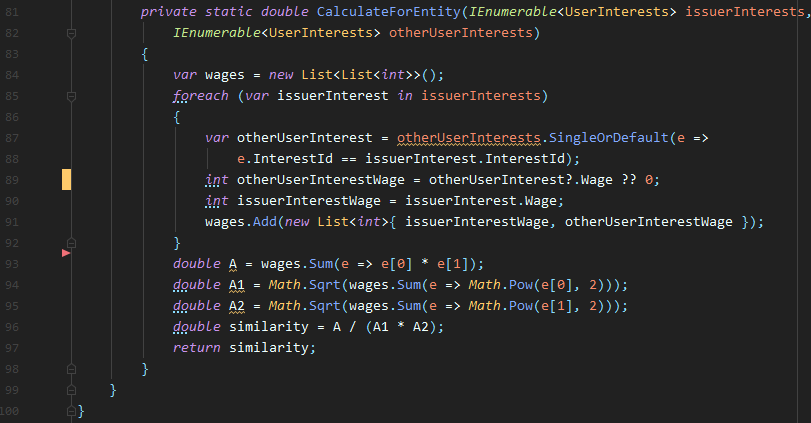 81 private static double CalculateForEntity(IEnumerable<UserInterests> issuerInterests,
82 IEnumerable<UserInterests> otherUserInterests)
83 {
84 var wages = new List<List<int>>();
85 foreach (var issuerInterest in issuerInterests)
86 {
87 var otherUserInterest = otherUserInterests.SingleOrDefault(e =>
88 e.InterestId == issuerInterest.InterestId);
89 int otherUserInterestWage = otherUserInterest?.Wage ?? 0;
90 int issuerInterestWage = issuerInterest.Wage;
91 wages.Add(new List<int>{ issuerInterestWage, otherUserInterestWage });
92 }
93 double A = wages.Sum(e => e[0] * e[1]);
94 double A1 = Math.Sqrt(wages.Sum(e => Math.Pow(e[0], 2)));
95 double A2 = Math.Sqrt(wages.Sum(e => Math.Pow(e[1], 2)));
96 double similarity = A / (A1 * A2);
97 return similarity;
98 }
99 }
100 }